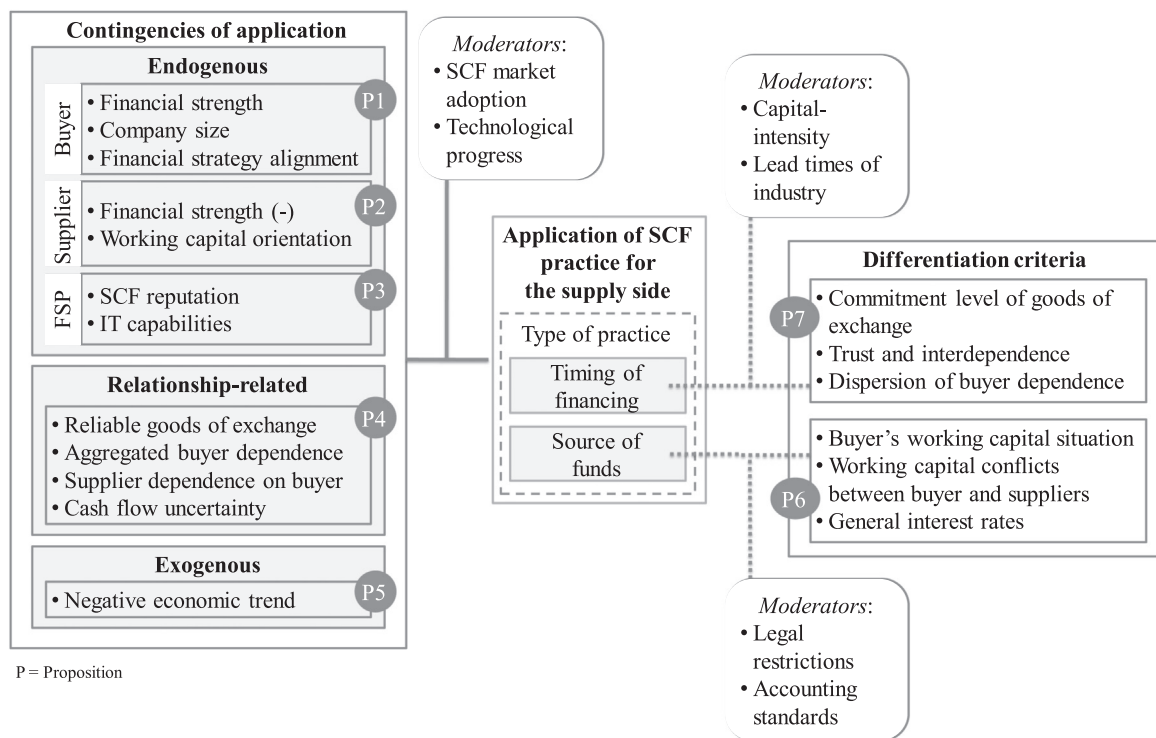 Contingencies of application
Endogenous
Buyer
• Financial strength
• Company size
• Financial strategy alignment
P1
Supplier
• Financial strength (-)
• Working capital orientation
P2
FSP
• SCF reputation
• IT capabilities
P3
Relationship-related
• Reliable goods of exchange
• Aggregated buyer dependence
• Supplier dependence on buyer
• Cash flow uncertainty
P4
Exogenous
• Negative economic trend
P5
P = Proposition
Moderators:
• SCF market
adoption
• Technological
progress
Application of SCF
practice for
the supply side
Type of practice
Timing of
financing
Source of
funds
Moderators:
• Capital-
intensity
• Lead times of
industry
Differentiation criteria
P7
• Commitment level of goods of
exchange
• Trust and interdependence
• Dispersion of buyer dependence
P6
• Buyer’s working capital situation
• Working capital conflicts
between buyer and suppliers
• General interest rates
Moderators:
• Legal
restrictions
• Accounting
standards